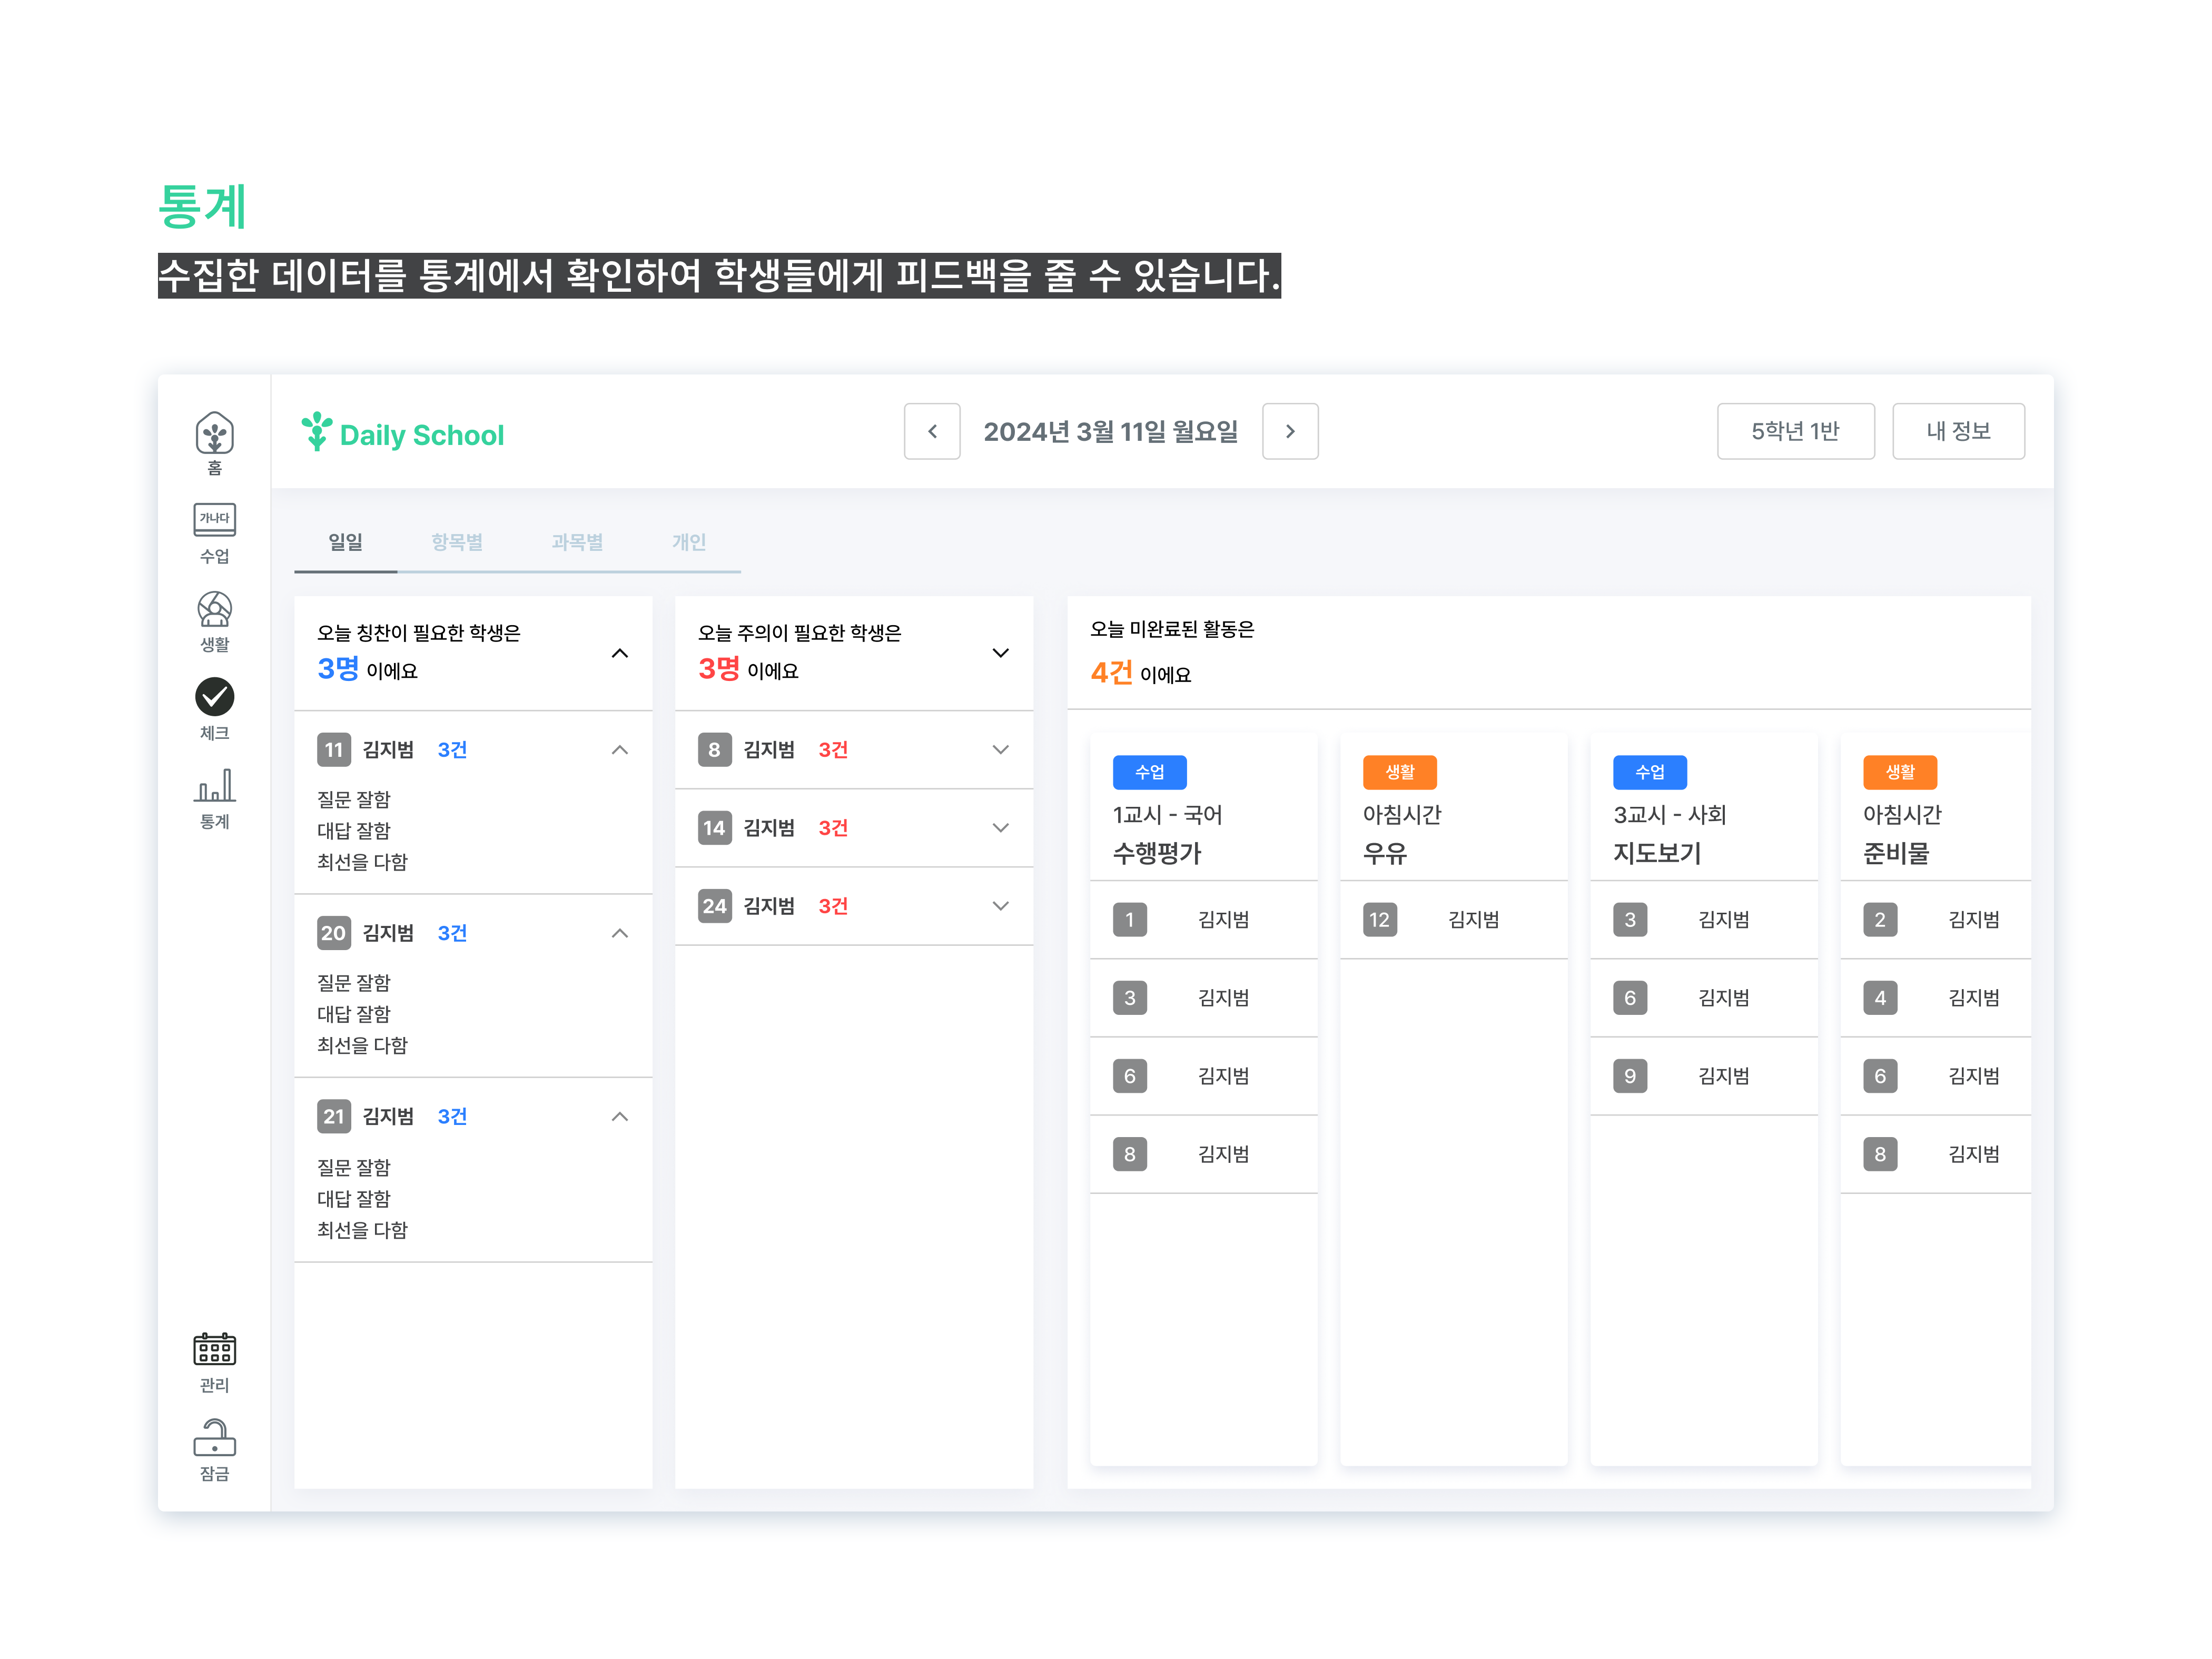 통계
수집한 데이터를 통계에서 확인하여 학생들에게 피드백을 줄 수 있습니다.
홈
가나다
수업
생활
체크
통계
관리
잠금
Daily School
2024년 3월 11일 월요일
5학년 1반
내 정보
일일
항목별
과목별
개인
오늘 칭찬이 필요한 학생은
3명 이에요
11 김지범 3건
질문 잘함
대답 잘함
최선을 다함
20 김지범 3건
질문 잘함
대답 잘함
최선을 다함
21 김지범 3건
질문 잘함
대답 잘함
최선을 다함
오늘 주의이 필요한 학생은
3명 이에요
8 김지범 3건
14 김지범 3건
24 김지범 3건
오늘 미완료된 활동은
4건 이에요
수업
1교시 - 국어
수행평가
1 김지범
3 김지범
6 김지범
8 김지범
생활
아침시간
우유
12 김지범
수업
3교시 - 사회
지도보기
3 김지범
6 김지범
9 김지범
생활
아침시간
준비물
2 김지범
4 김지범
6 김지범
8 김지범